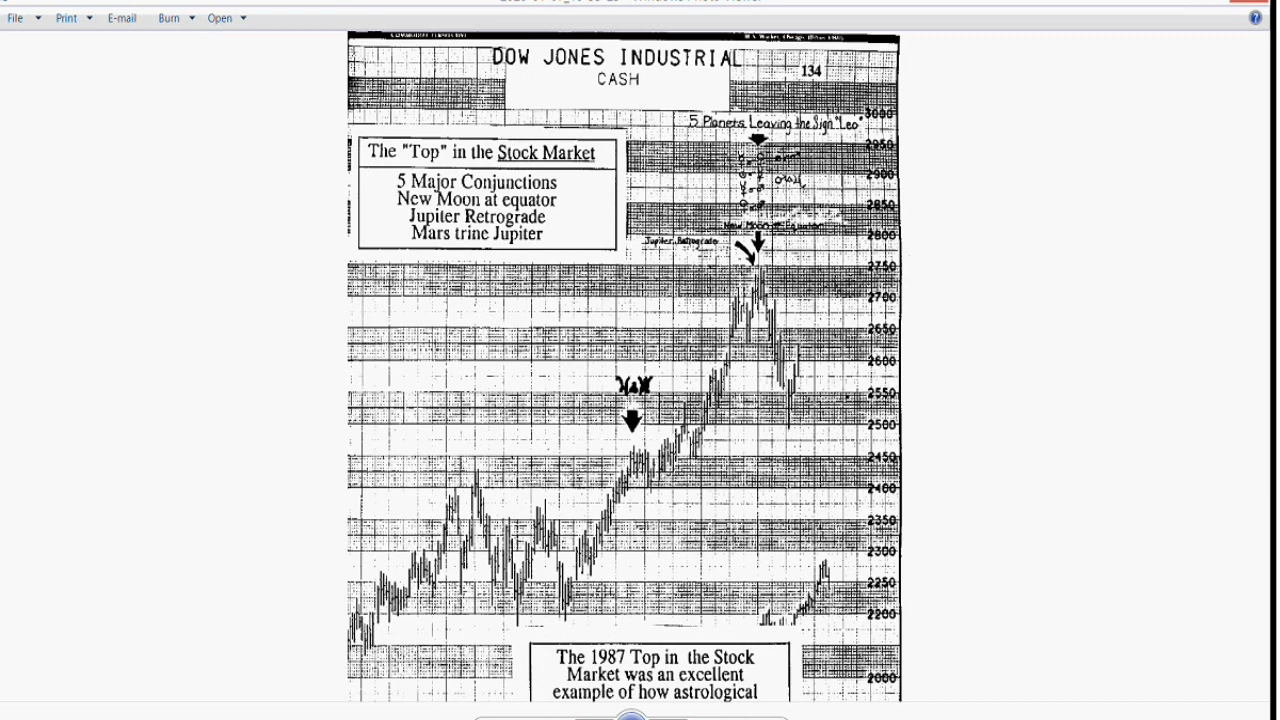 File Print E-mail Burn Open
DOW JONES INDUSTRIAL
CASH
134
5 Planets Leaving the Sign "Leo"
The "Top" in the Stock Market
5 Major Conjunctions
New Moon at equator
Jupiter Retrograde
Mars trine Jupiter
New Moon at Equator
Jupiter Retrograde
3000
2950
2900
2850
2800
2750
2700
2650
2600
2550
2500
2450
2400
2350
2300
2250
2200
2000
The 1987 Top in the Stock
Market was an excellent
example of how astrological